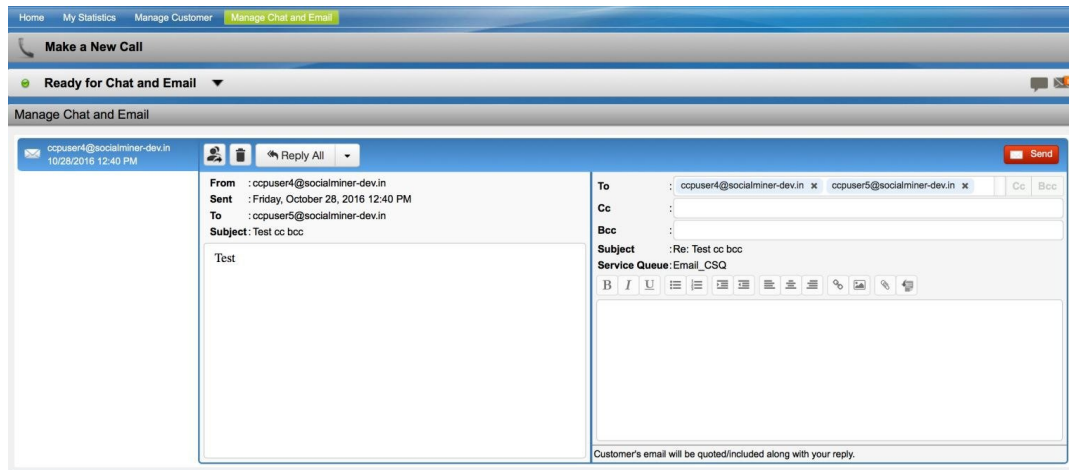 Home My Statistics Manage Customer Manage Chat and Email
Make a New Call
Ready for Chat and Email
Manage Chat and Email
ccpuser4@socialminer-dev.in
10/28/2016 12:40 PM
Reply All
Send
From : ccpuser4@socialminer-dev.in
Sent : Friday, October 28, 2016 12:40 PM
To : ccpuser5@socialminer-dev.in
Subject : Test cc bcc
Test
To : ccpuser4@socialminer-dev.in x ccpuser5@socialminer-dev.in x Cc Bcc
Cc :
Bcc :
Subject :Re: Test cc bcc
Service Queue:Email_CSQ
B I U
Customer's email will be quoted/included along with your reply.